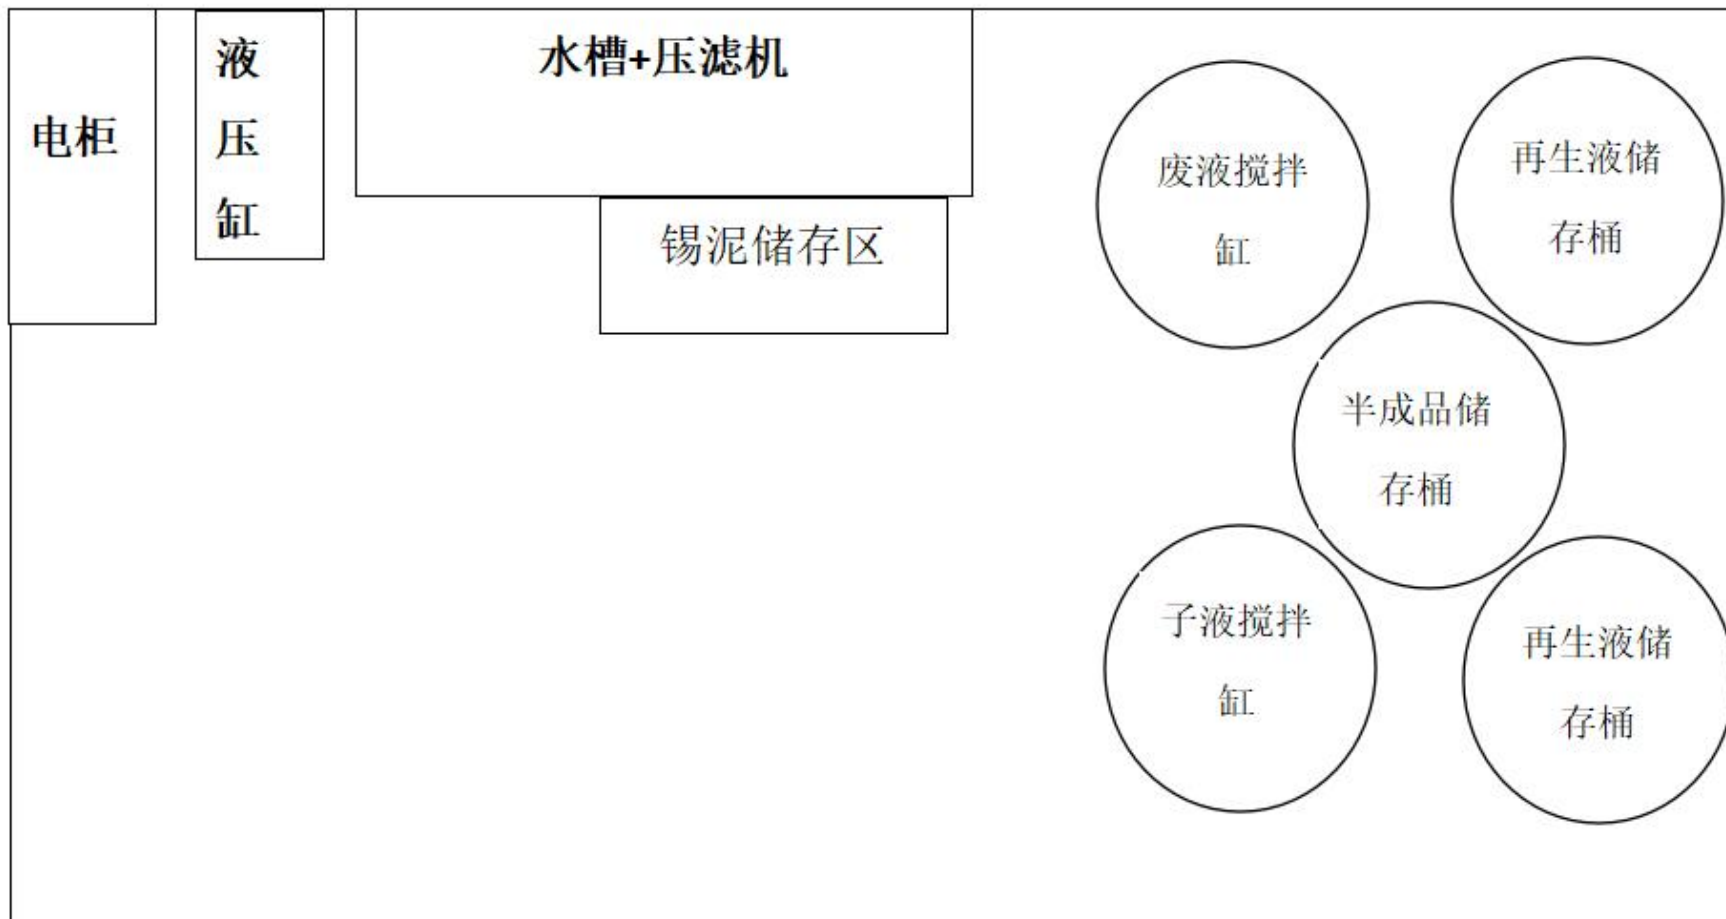 电柜
液
压
缸
水槽+压滤机
锡泥储存区
废液搅拌
缸
再生液储
存桶
半成品储
存桶
子液搅拌
缸
再生液储
存桶